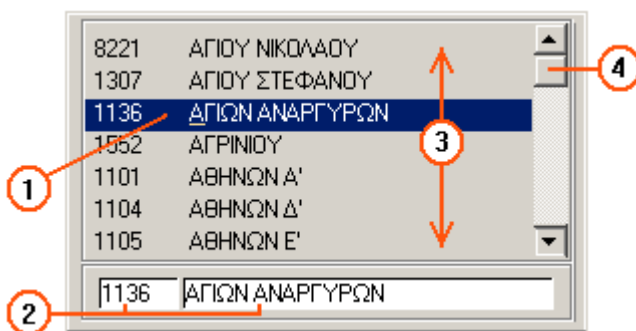 8221 ΑΓΙΟΥ ΝΙΚΟΛΑΟΥ
1307 ΑΓΙΟΥ ΣΤΕΦΑΝΟΥ
1136 ΑΓΙΩΝ ΑΝΑΡΓΥΡΩΝ
1552 ΑΓΡΙΝΙΟΥ
1101 ΑΘΗΝΩΝ Α'
1104 ΑΘΗΝΩΝ Δ'
1105 ΑΘΗΝΩΝ Ε'
1136 ΑΓΙΩΝ ΑΝΑΡΓΥΡΩΝ
1
2
3
4